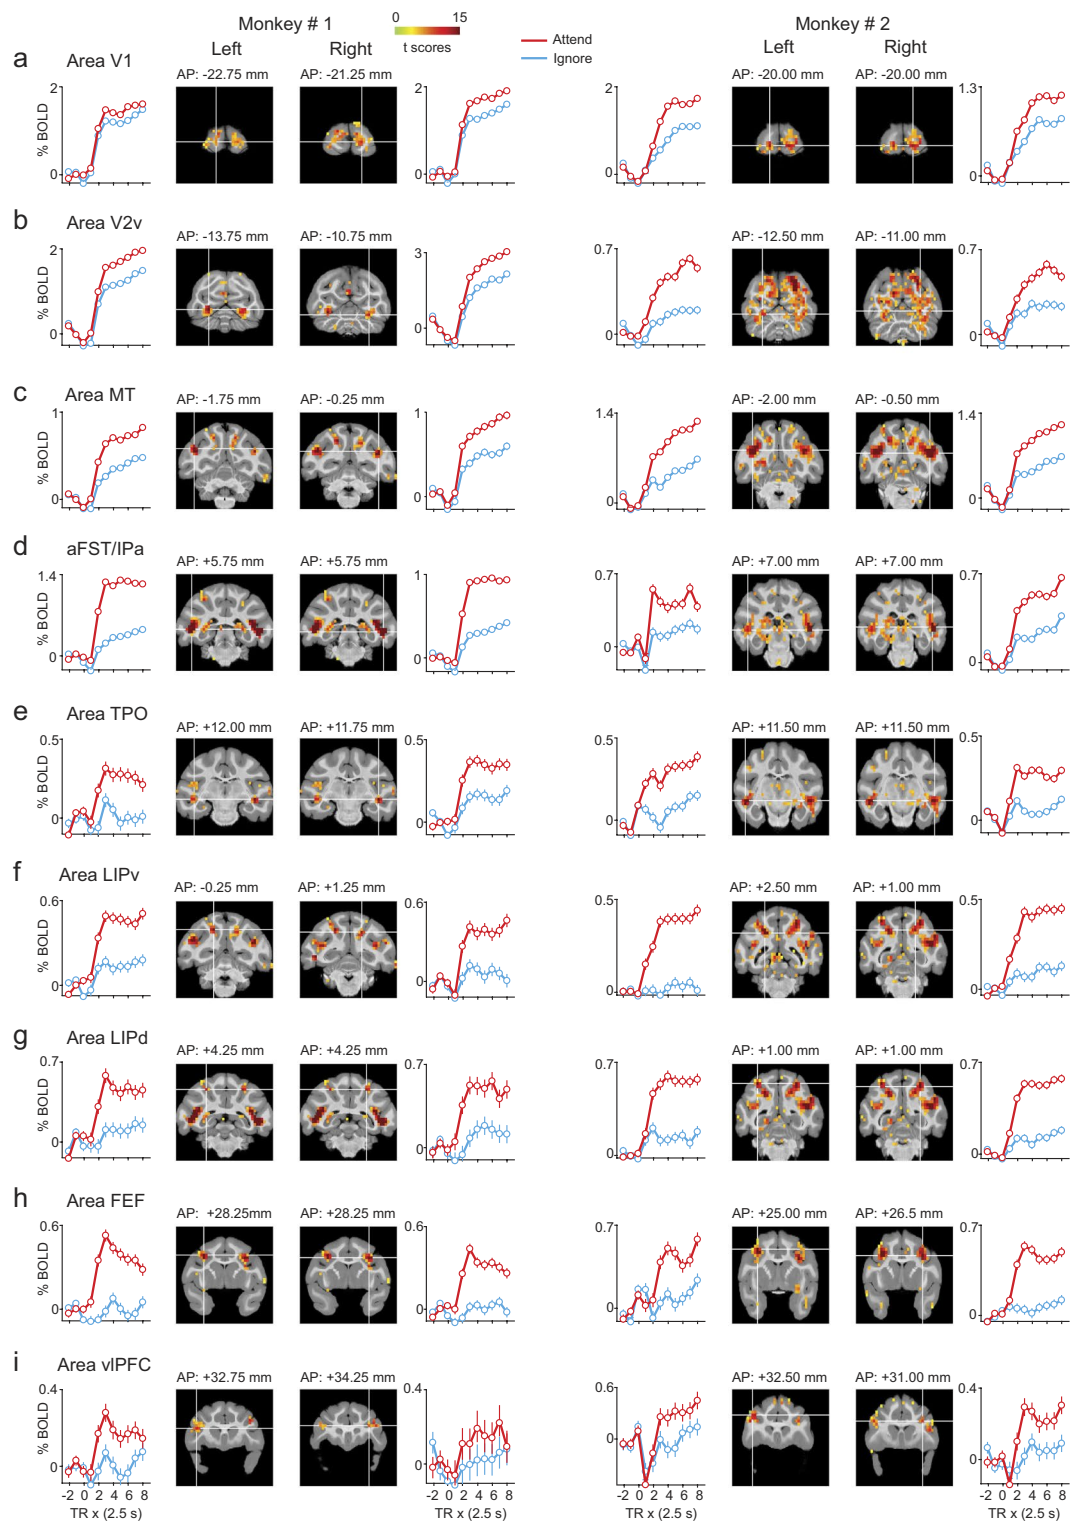 Monkey # 1
0 15
t scores
Attend
Ignore
Monkey # 2
Left Right
Left Right
a Area V1
AP: -22.75 mm AP: -21.25 mm AP: -20.00 mm AP: -20.00 mm
% BOLD
2 0
2 0
2 0
1.3 0
b Area V2v
AP: -13.75 mm AP: -10.75 mm AP: -12.50 mm AP: -11.00 mm
% BOLD
2 0
3 0
0.7 0
0.7 0
c Area MT
AP: -1.75 mm AP: -0.25 mm AP: -2.00 mm AP: -0.50 mm
% BOLD
1 0
1 0
1.4 0
1.4 0
d aFST/IPa
AP: +5.75 mm AP: +5.75 mm AP: +7.00 mm AP: +7.00 mm
% BOLD
1.4 0
1 0
0.7 0
0.7 0
e Area TPO
AP: +12.00 mm AP: +11.75 mm AP: +11.50 mm AP: +11.50 mm
% BOLD
0.5 0
0.5 0
0.5 0
0.5 0
f Area LIPv
AP: -0.25 mm AP: +1.25 mm AP: +2.50 mm AP: +1.00 mm
% BOLD
0.6 0
0.6 0
0.5 0
0.5 0
g Area LIPd
AP: +4.25 mm AP: +4.25 mm AP: +1.00 mm AP: +1.00 mm
% BOLD
0.7 0
0.7 0
0.7 0
0.7 0
h Area FEF
AP: +28.25mm AP: +28.25 mm AP: +25.00 mm AP: +26.5 mm
% BOLD
0.6 0
0.6 0
0.7 0
0.7 0
i Area vlPFC
AP: +32.75 mm AP: +34.25 mm AP: +32.50 mm AP: +31.00 mm
% BOLD
0.4 0
0.4 0
0.6 0
0.4 0
-2 0 2 4 6 8
-2 0 2 4 6 8
-2 0 2 4 6 8
-2 0 2 4 6 8
TR x (2.5 s)
TR x (2.5 s)
TR x (2.5 s)
TR x (2.5 s)